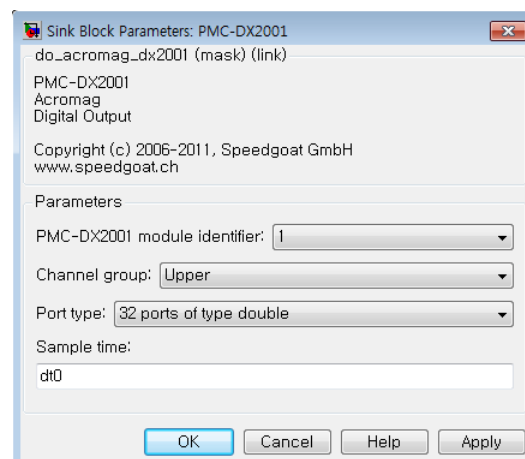 Sink Block Parameters: PMC-DX2001
do_acromag_dx2001 (mask) (link)
PMC-DX2001
Acromag
Digital Output
Copyright (c) 2006-2011, Speedgoat GmbH
www.speedgoat.ch
Parameters
PMC-DX2001 module identifier: 1
Channel group: Upper
Port type: 32 ports of type double
Sample time:
dt0
OK Cancel Help Apply